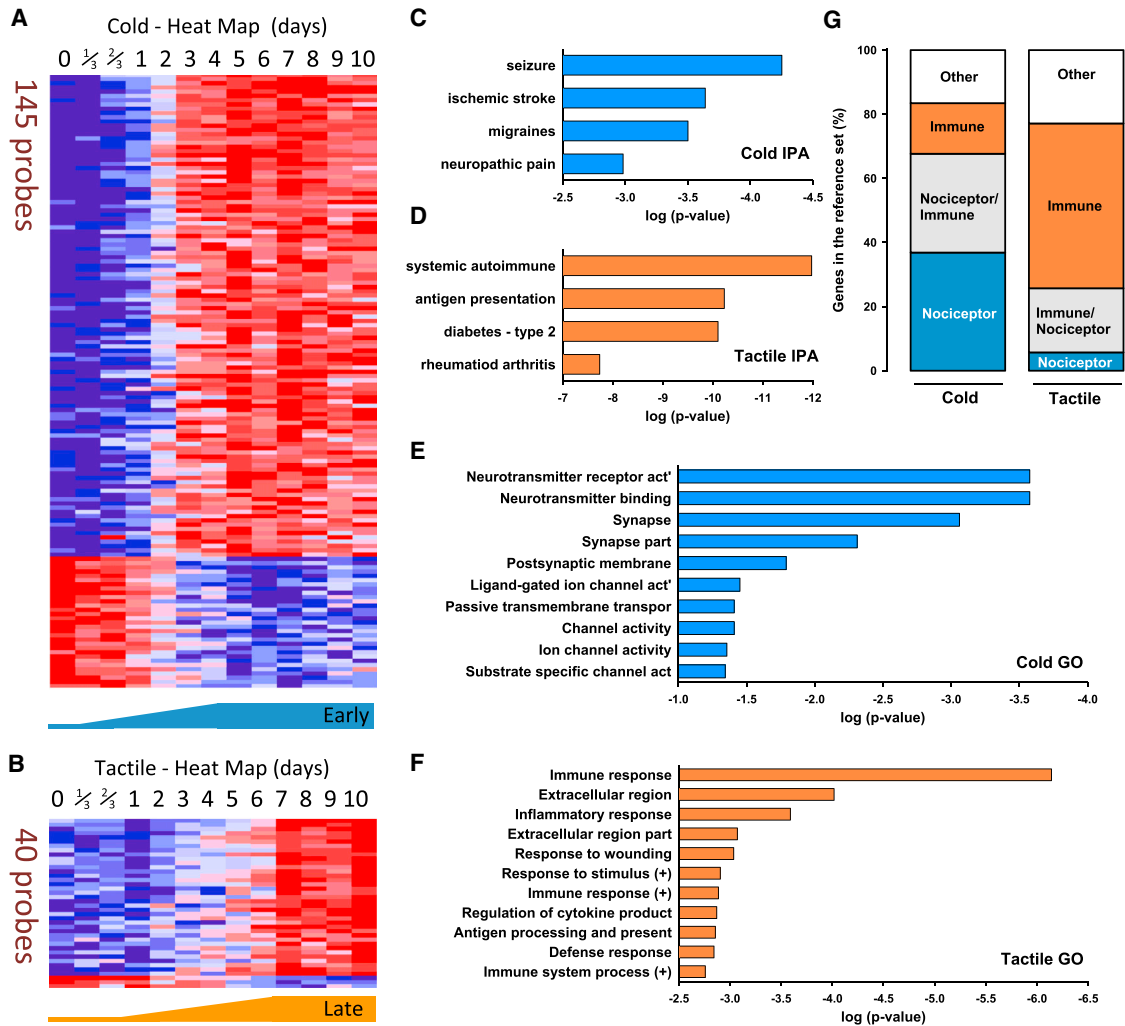 A
Cold - Heat Map (days)
0 1/3 2/3 1 2 3 4 5 6 7 8 10
145 probes
Early
B
Tactile - Heat Map (days)
0 1/3 2/3 1 2 3 4 5 6 7 8 9 10
40 probes
Late
C
seizure
ischemic stroke
migraines
neuropathic pain
Cold IPA
-2.5 -3.0 -3.5 -4.0 -4.5
log (p-value)
D
systemic autoimmune
antigen presentation
diabetes - type 2
rheumatiod arthritis
Tactile IPA
-7 -8 -9 -10 -11 -12
log (p-value)
E
Neurotransmitter receptor act'
Neurotransmitter binding
Synapse
Synapse part
Postsynaptic membrane
Ligand-gated ion channel act'
Passive transmembrane transpor
Channel activity
Ion channel activity
Substrate specific channel act
Cold GO
-1.0 -1.5 -2.0 -2.5 -3.0 -3.5 -4.0
log (p-value)
F
Immune response
Extracellular region
Inflammatory response
Extracellular region part
Response to wounding
Response to stimulus (+)
Immune response (+)
Regulation of cytokine product
Antigen processing and present
Defense response
Immune system process (+)
Tactile GO
-2.5 -3.0 -3.5 -4.0 -4.5 -5.0 -5.5 -6.0 -6.5
log (p-value)
G
Genes in the reference set (%)
100
80
60
40
20
0
Other
Immune
Nociceptor/
Immune
Nociceptor
Cold
Other
Immune
Immune/
Nociceptor
Nociceptor
Tactile